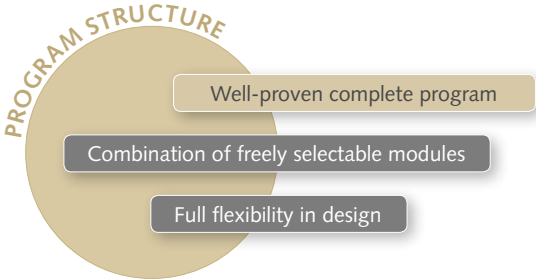 PROGRAM STRUCTURE
Well-proven complete program
Combination of freely selectable modules
Full flexibility in design